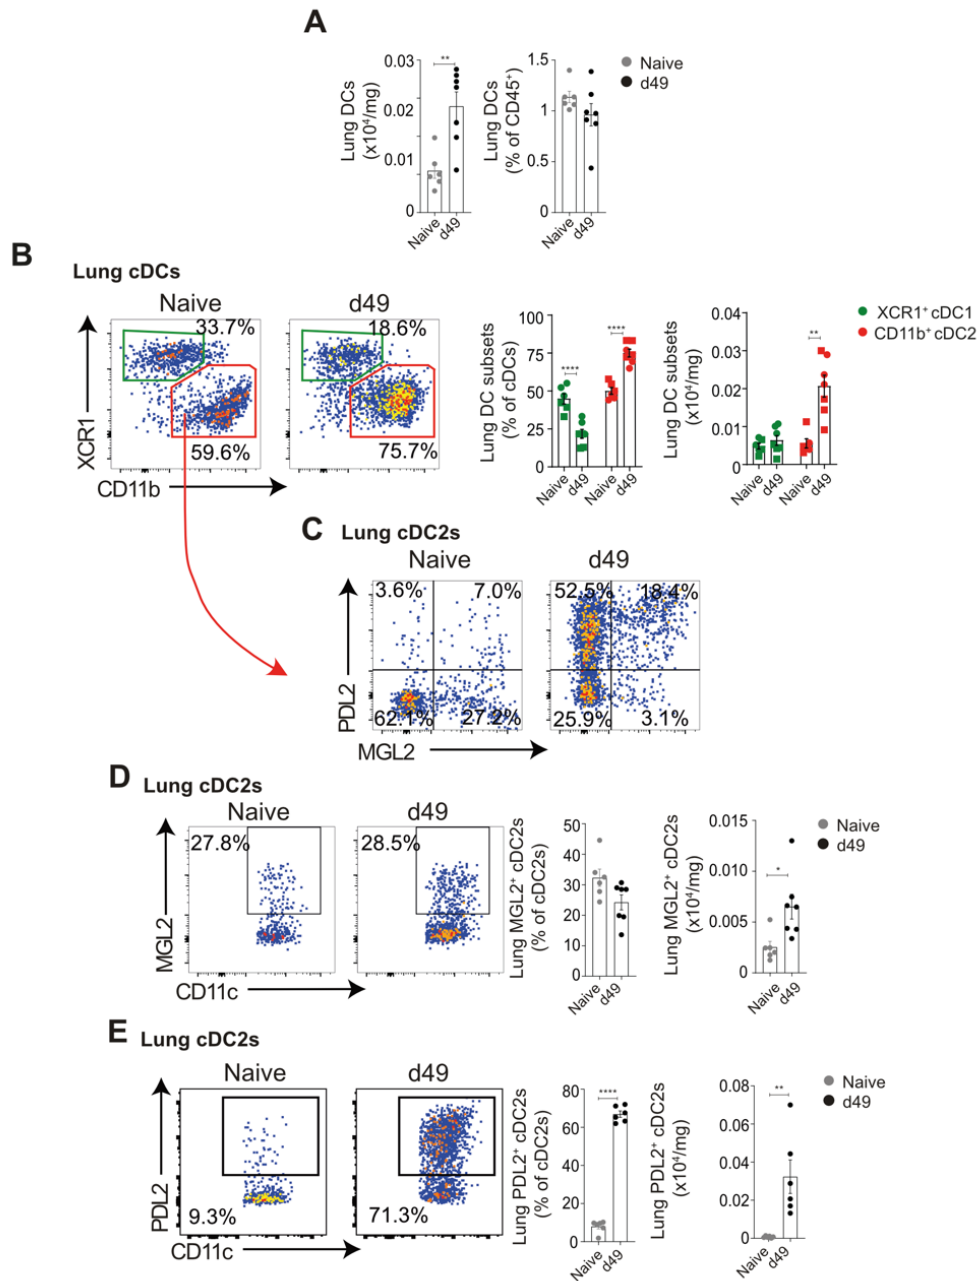 A
Lung DCs
(x10⁴/mg)
0.03
0.02
0.01
0
**
Naive
d49
Lung DCs
(% of CD45⁺)
1.5
1
0.5
0
Naive
d49
Naive
d49
B
Lung cDCs
Naive
d49
33.7%
18.6%
59.6%
75.7%
XCR1
CD11b
Lung DC subsets
(% of cDCs)
100
75
50
25
0
****
****
Naive
d49
Naive
d49
Lung DC subsets
(x10⁴/mg)
0.04
0.03
0.02
0.01
0
**
Naive
d49
Naive
d49
XCR1⁺ cDC1
CD11b⁺ cDC2
C
Lung cDC2s
Naive
d49
3.6%
7.0%
52.5%
18.4%
62.1%
27.2%
25.9%
3.1%
PDL2
MGL2
D
Lung cDC2s
Naive
d49
27.8%
28.5%
MGL2
CD11c
Lung MGL2⁺ cDC2s
(% of cDC2s)
50
40
30
20
10
0
Naive
d49
Lung MGL2⁺ cDC2s
(x10⁴/mg)
0.015
0.010
0.005
0
*
Naive
d49
Naive
d49
E
Lung cDC2s
Naive
d49
9.3%
71.3%
PDL2
CD11c
Lung PDL2⁺ cDC2s
(% of cDC2s)
80
60
40
20
0
****
Naive
d49
Lung PDL2⁺ cDC2s
(x10⁴/mg)
0.08
0.06
0.04
0.02
0
**
Naive
d49
Naive
d49